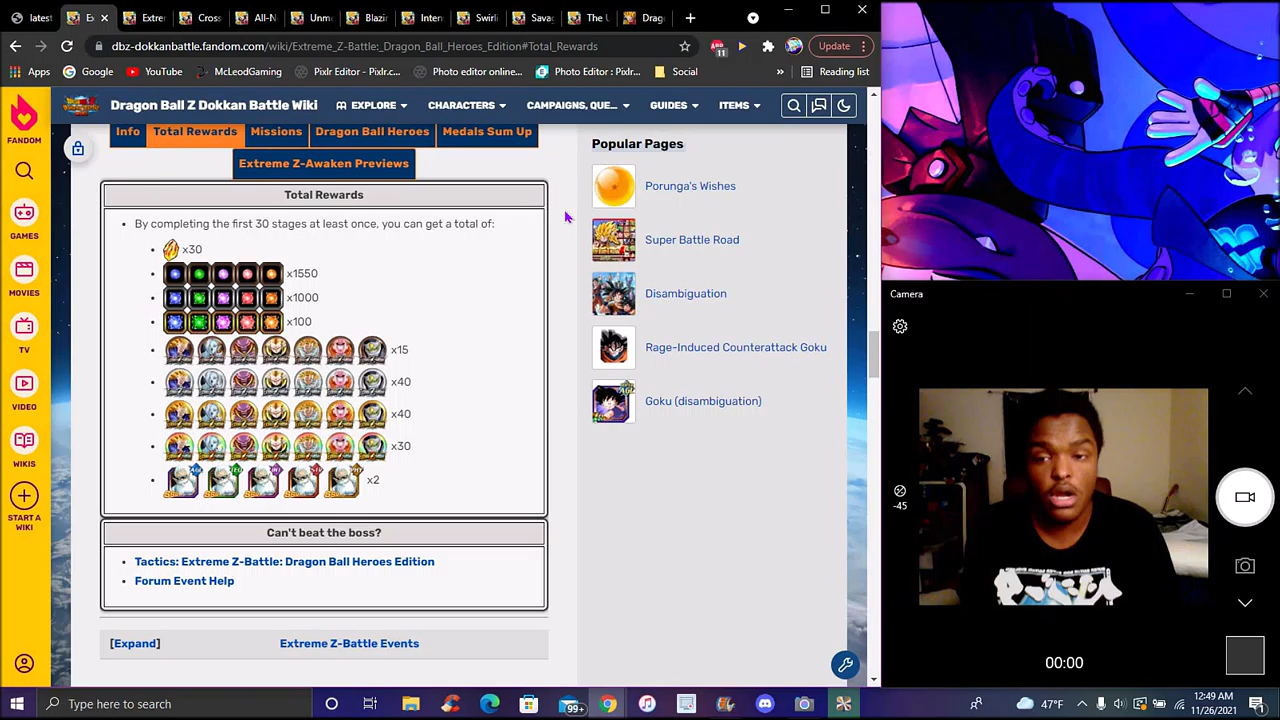 latest
E
Extre
Cross
All-N
Unm
Blazi
Inten
Swirli
Savac
The U
Drag
dbz-dokkanbattle.fandom.com/wiki/Extreme_Z-Battle:_Dragon_Ball_Heroes_Edition#Total_Rewards
11
Update
Apps
Google
YouTube
McLeodGaming
Pixlr Editor - Pixlr.c...
Photo editor online...
Photo Editor : Pixlr...
Social
»
Reading list
FANDOM
GAMES
MOVIES
TV
VIDEO
WIKIS
START A
WIKI
Dragon Ball Z Dokkan Battle Wiki
EXPLORE
CHARACTERS
CAMPAIGNS, QUE...
GUIDES
ITEMS
Info
Total Rewards
Missions
Dragon Ball Heroes
Medals Sum Up
Extreme Z-Awaken Previews
Total Rewards
By completing the first 30 stages at least once, you can get a total of:
x30
x1550
x1000
x100
x15
x40
x40
x30
x2
Can't beat the boss?
Tactics: Extreme Z-Battle: Dragon Ball Heroes Edition
Forum Event Help
[Expand]
Extreme Z-Battle Events
Popular Pages
Porunga's Wishes
Super Battle Road
Disambiguation
Rage-Induced Counterattack Goku
Goku (disambiguation)
Camera
-45
00:00
Type here to search
99+
47°F
12:49 AM
11/26/2021